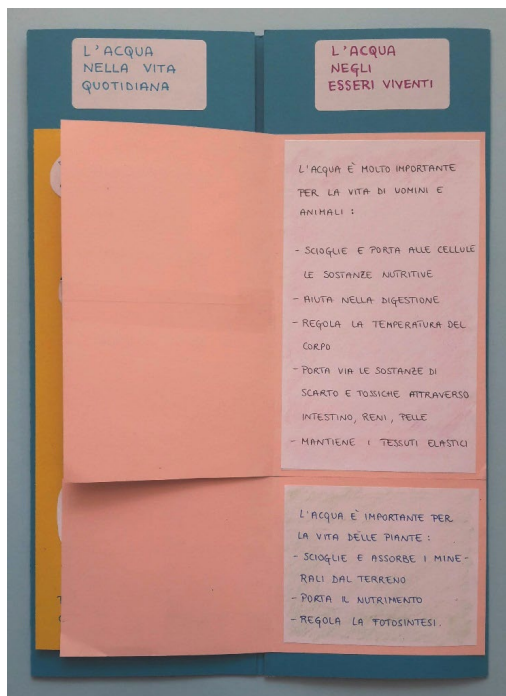 L'ACQUA
NELLA VITA
QUOTIDIANA
L'ACQUA
NEGLI
ESSERI VIVENTI
L'ACQUA È MOLTO IMPORTANTE
PER LA VITA DI UOMINI E
ANIMALI :
- SCIOGLIE E PORTA ALLE CELLULE
LE SOSTANZE NUTRITIVE
- AIUTA NELLA DIGESTIONE
- REGOLA LA TEMPERATURA DEL
CORPO
- PORTA VIA LE SOSTANZE DI
SCARTO E TOSSICHE ATTRAVERSO
INTESTINO, RENI, PELLE
- MANTIENE I TESSUTI ELASTICI
L'ACQUA È IMPORTANTE PER
LA VITA DELLE PIANTE :
- SCIOGLIE E ASSORBE I MINE-
RALI DAL TERRENO
- PORTA IL NUTRIMENTO
- REGOLA LA FOTOSINTESI.